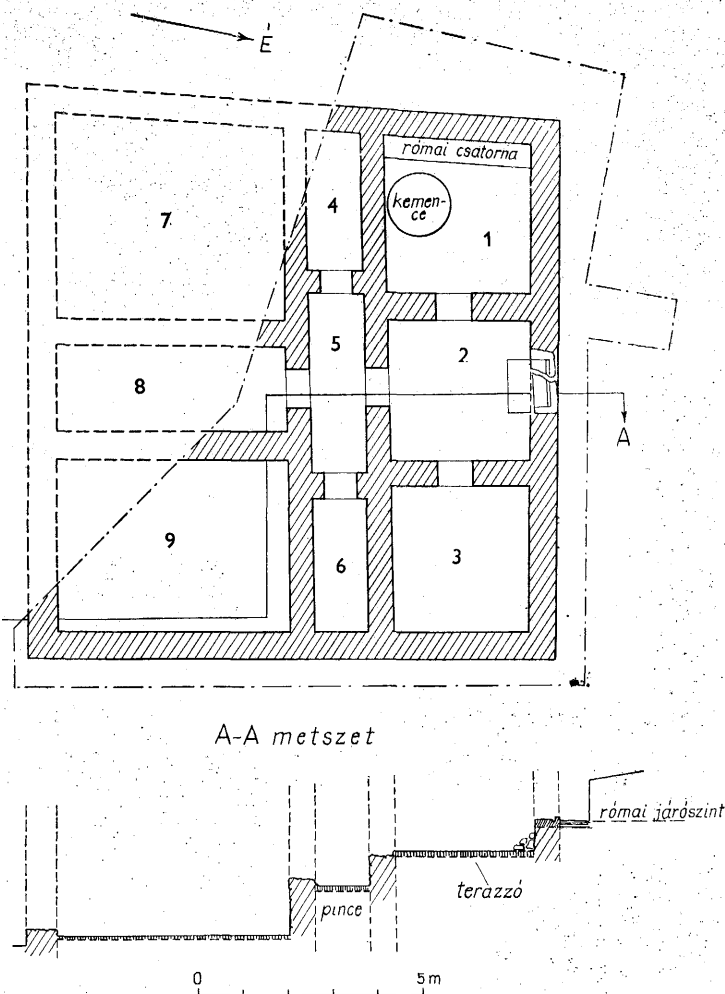 É
római csatorna
kemen-
ce
4
1
7
5
2
8
A
9
6
3
A-A metszet
római járószint
pince
terazzó
0 5m